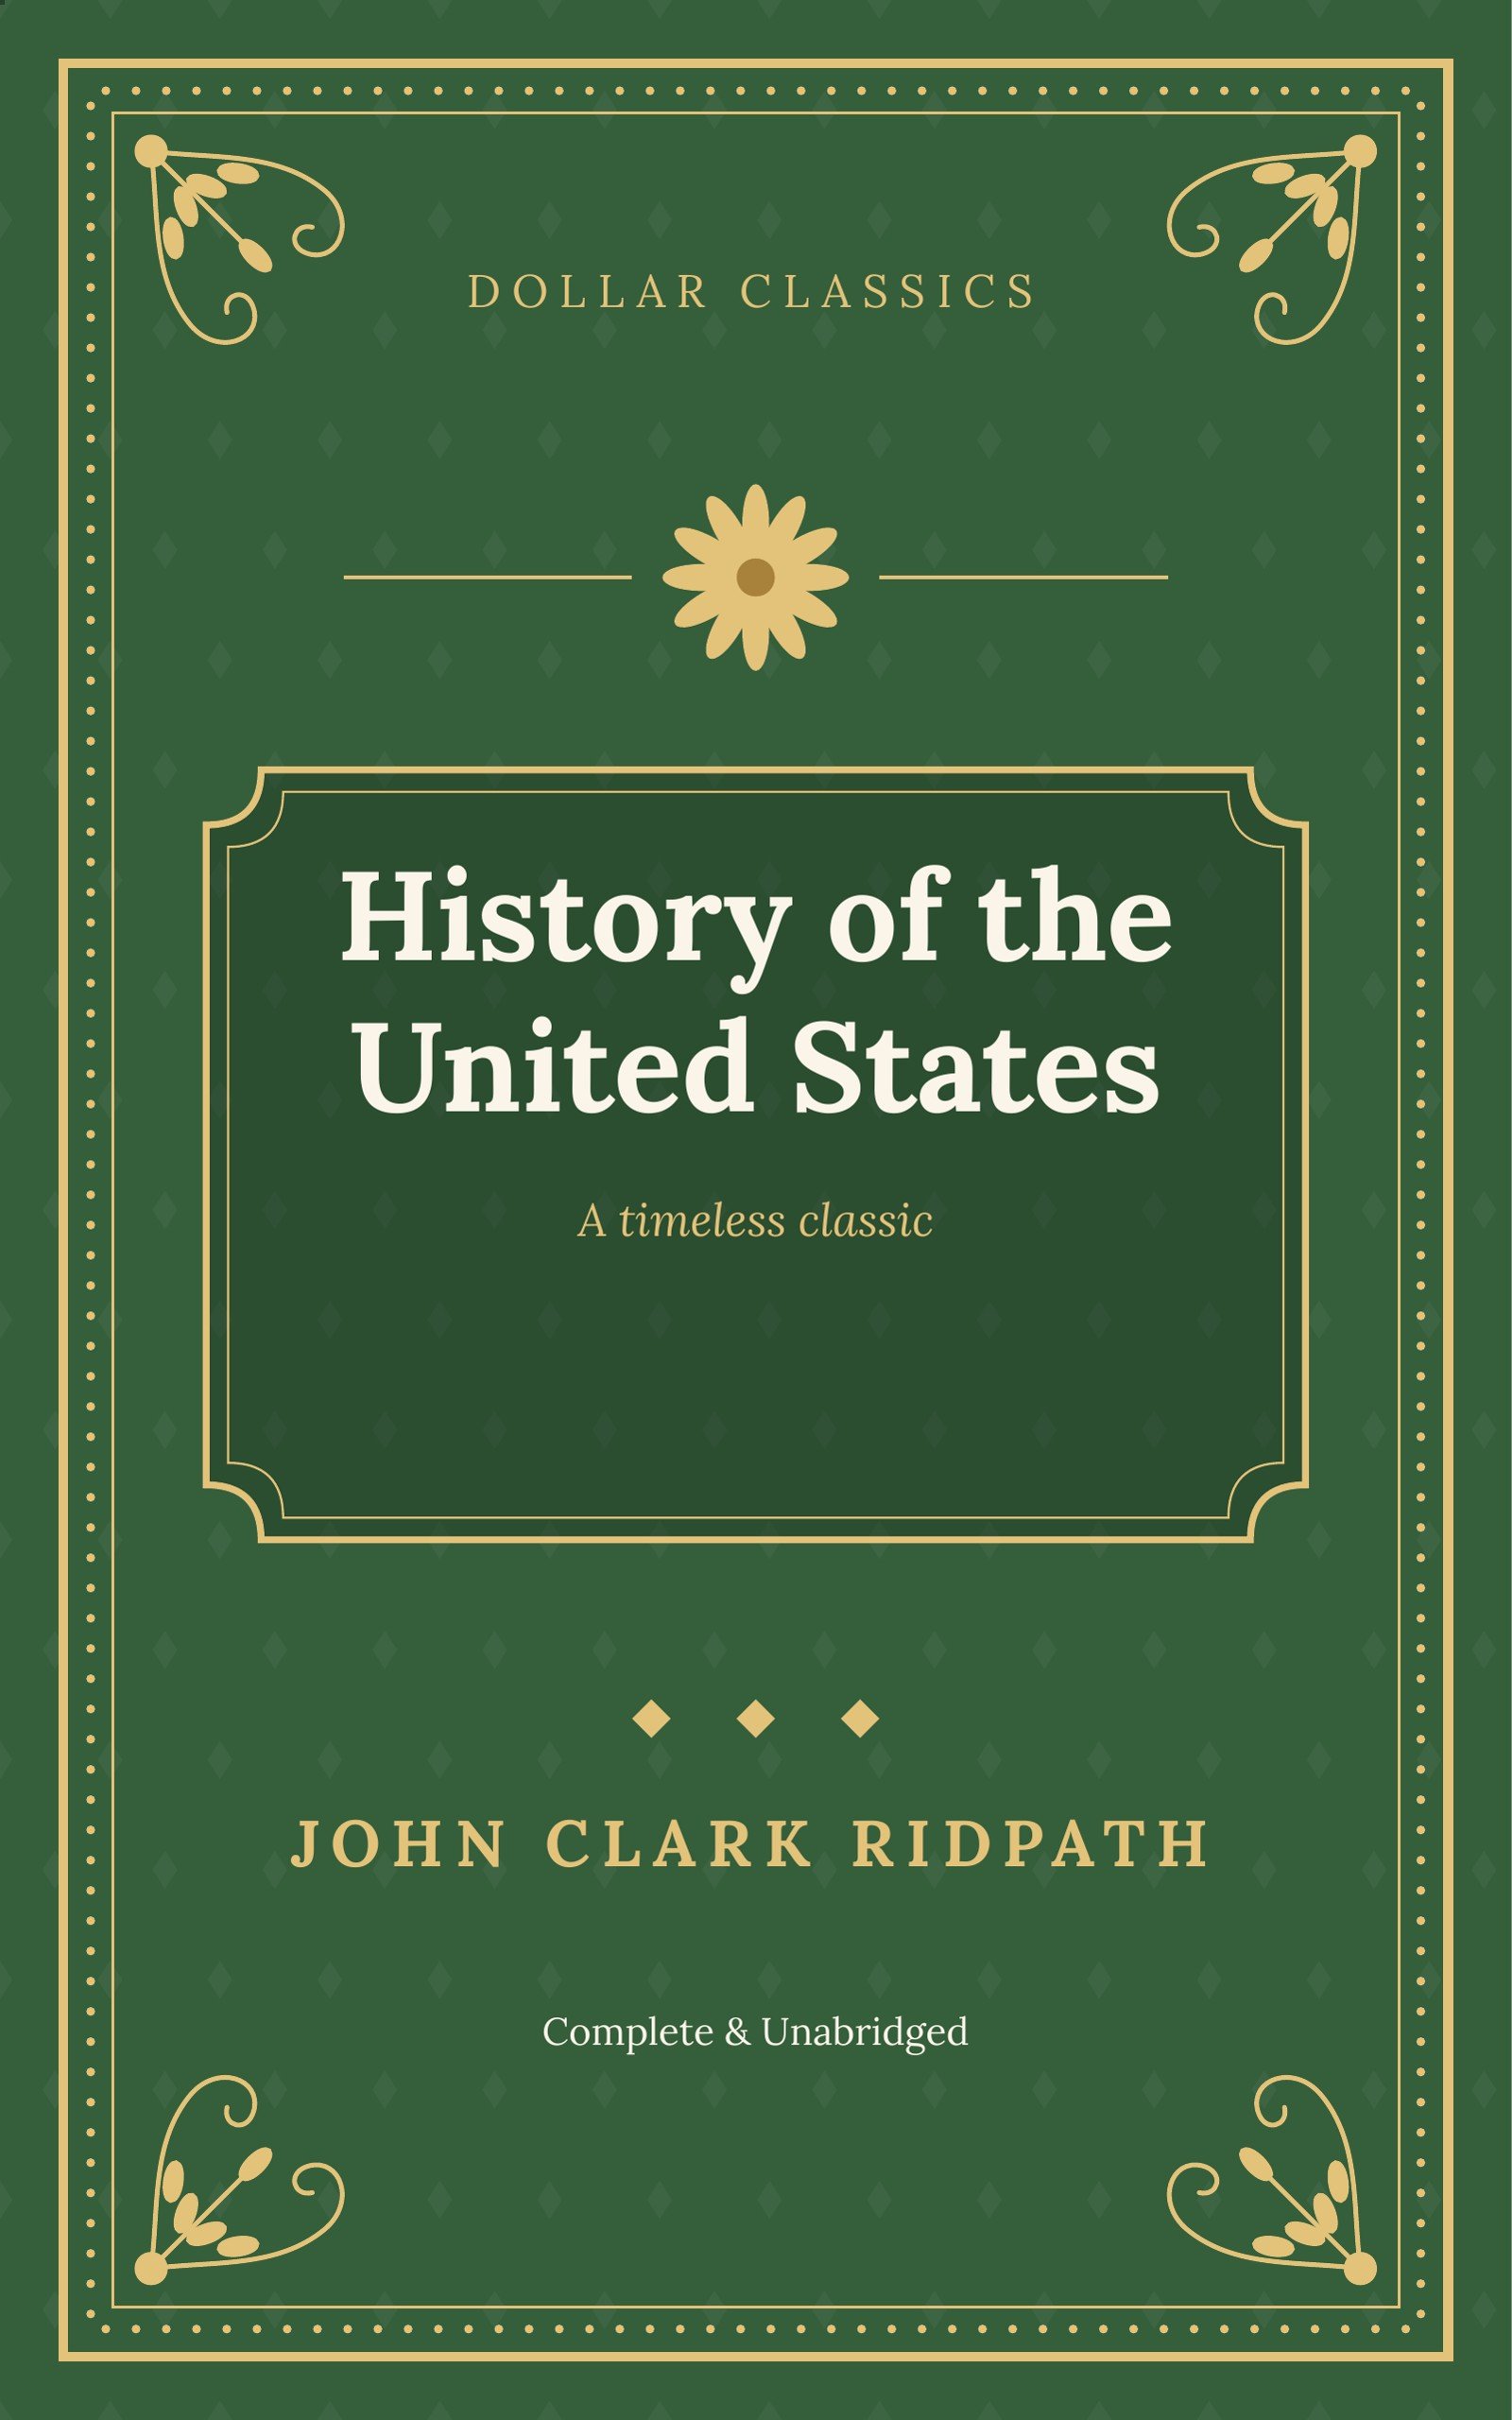 DOLLAR CLASSICS
History of the
United States
A timeless classic
JOHN CLARK RIDPATH
Complete & Unabridged